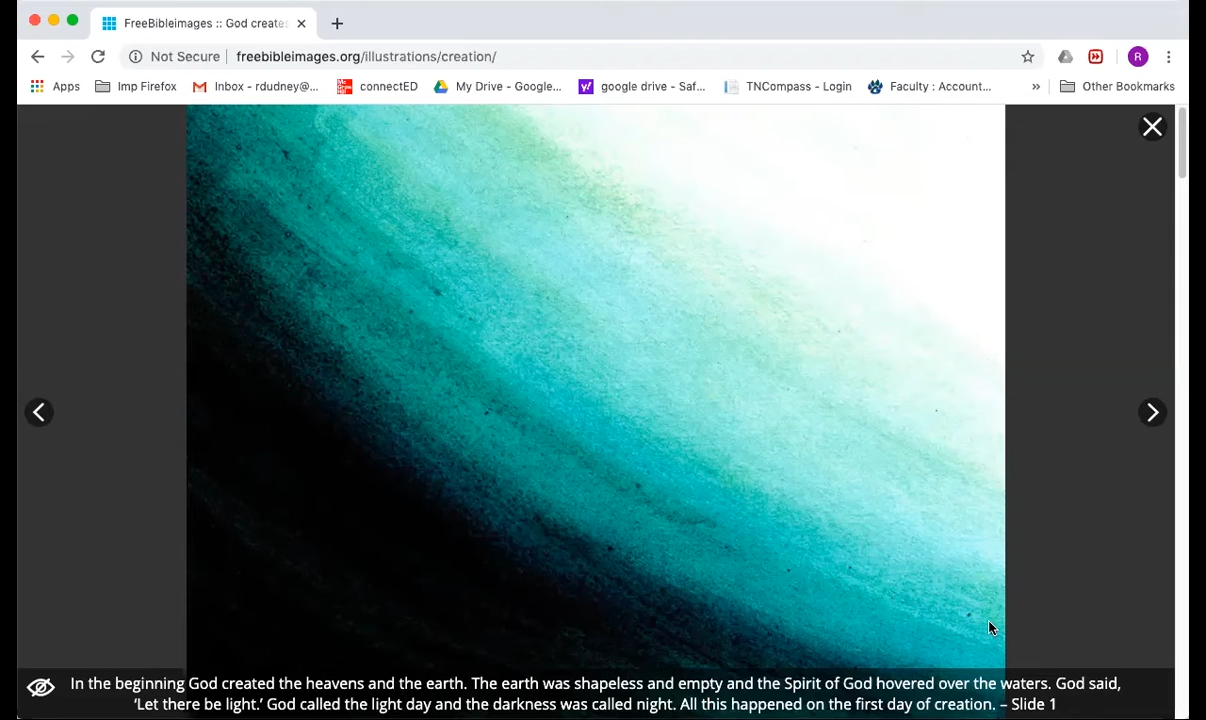 FreeBibleimages :: God creates
Not Secure freebibleimages.org/illustrations/creation/
R
Apps Imp Firefox Inbox - rdudney@... connectED My Drive - Google... google drive - Saf... TNCompass - Login Faculty : Account... » Other Bookmarks
In the beginning God created the heavens and the earth. The earth was shapeless and empty and the Spirit of God hovered over the waters. God said,
‘Let there be light.’ God called the light day and the darkness was called night. All this happened on the first day of creation. – Slide 1